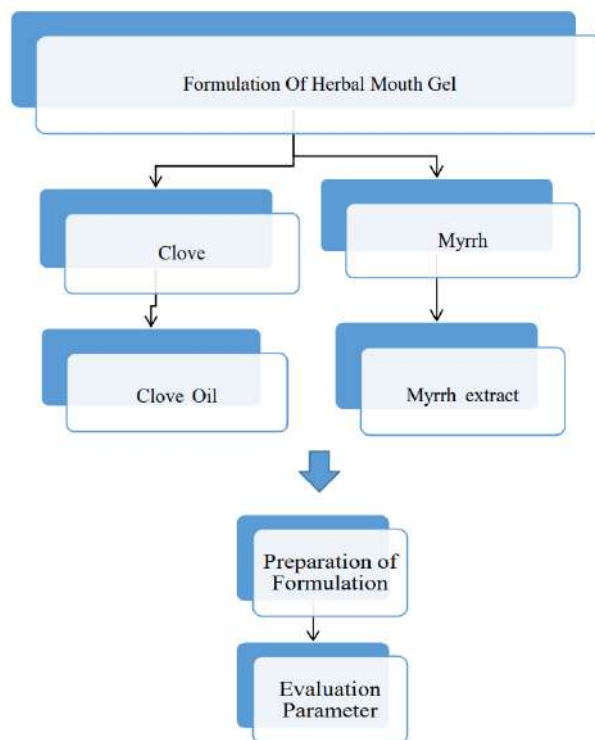 Formulation Of Herbal Mouth Gel
Clove
Myrrh
Clove Oil
Myrrh extract
Preparation of
Formulation
Evaluation
Parameter